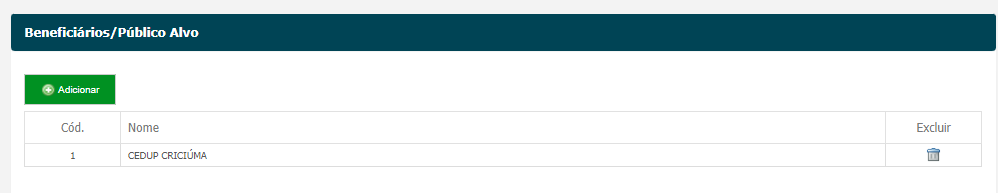 Beneficiários/Público Alvo
Adicionar
Cód. Nome Excluir
1 CEDUP CRICIÚMA